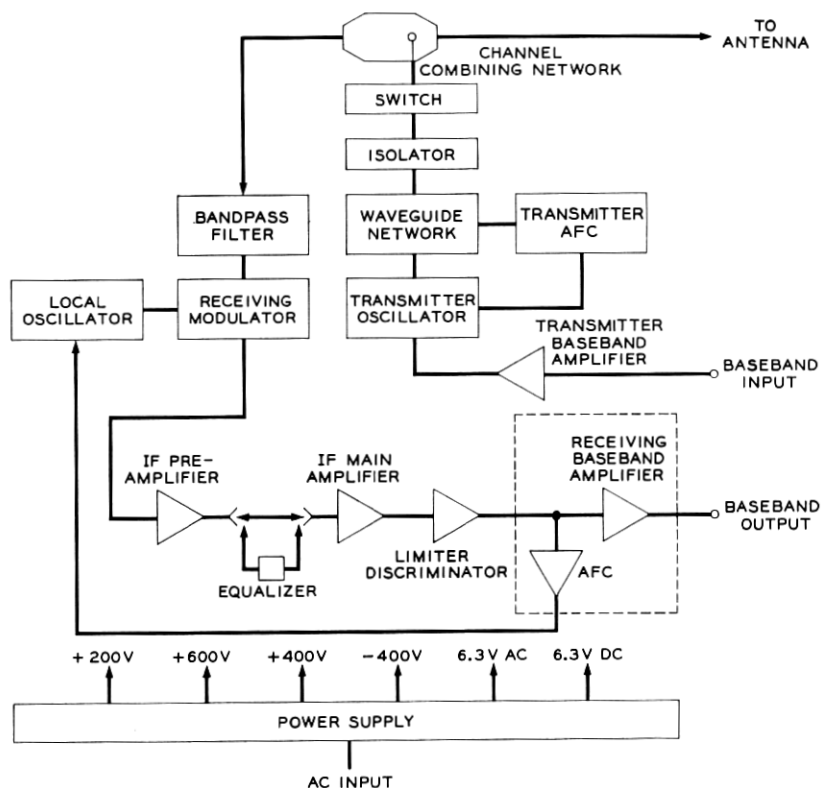 TO
ANTENNA
CHANNEL
COMBINING NETWORK
SWITCH
ISOLATOR
BANDPASS
FILTER
WAVEGUIDE
NETWORK
TRANSMITTER
AFC
LOCAL
OSCILLATOR
RECEIVING
MODULATOR
TRANSMITTER
OSCILLATOR
TRANSMITTER
BASEBAND
AMPLIFIER
BASEBAND
INPUT
IF PRE-
AMPLIFIER
IF MAIN
AMPLIFIER
RECEIVING
BASEBAND
AMPLIFIER
BASEBAND
OUTPUT
EQUALIZER
LIMITER
DISCRIMINATOR
AFC
+200V
+600V
+400V
-400V
6.3V AC
6.3V DC
POWER SUPPLY
AC INPUT